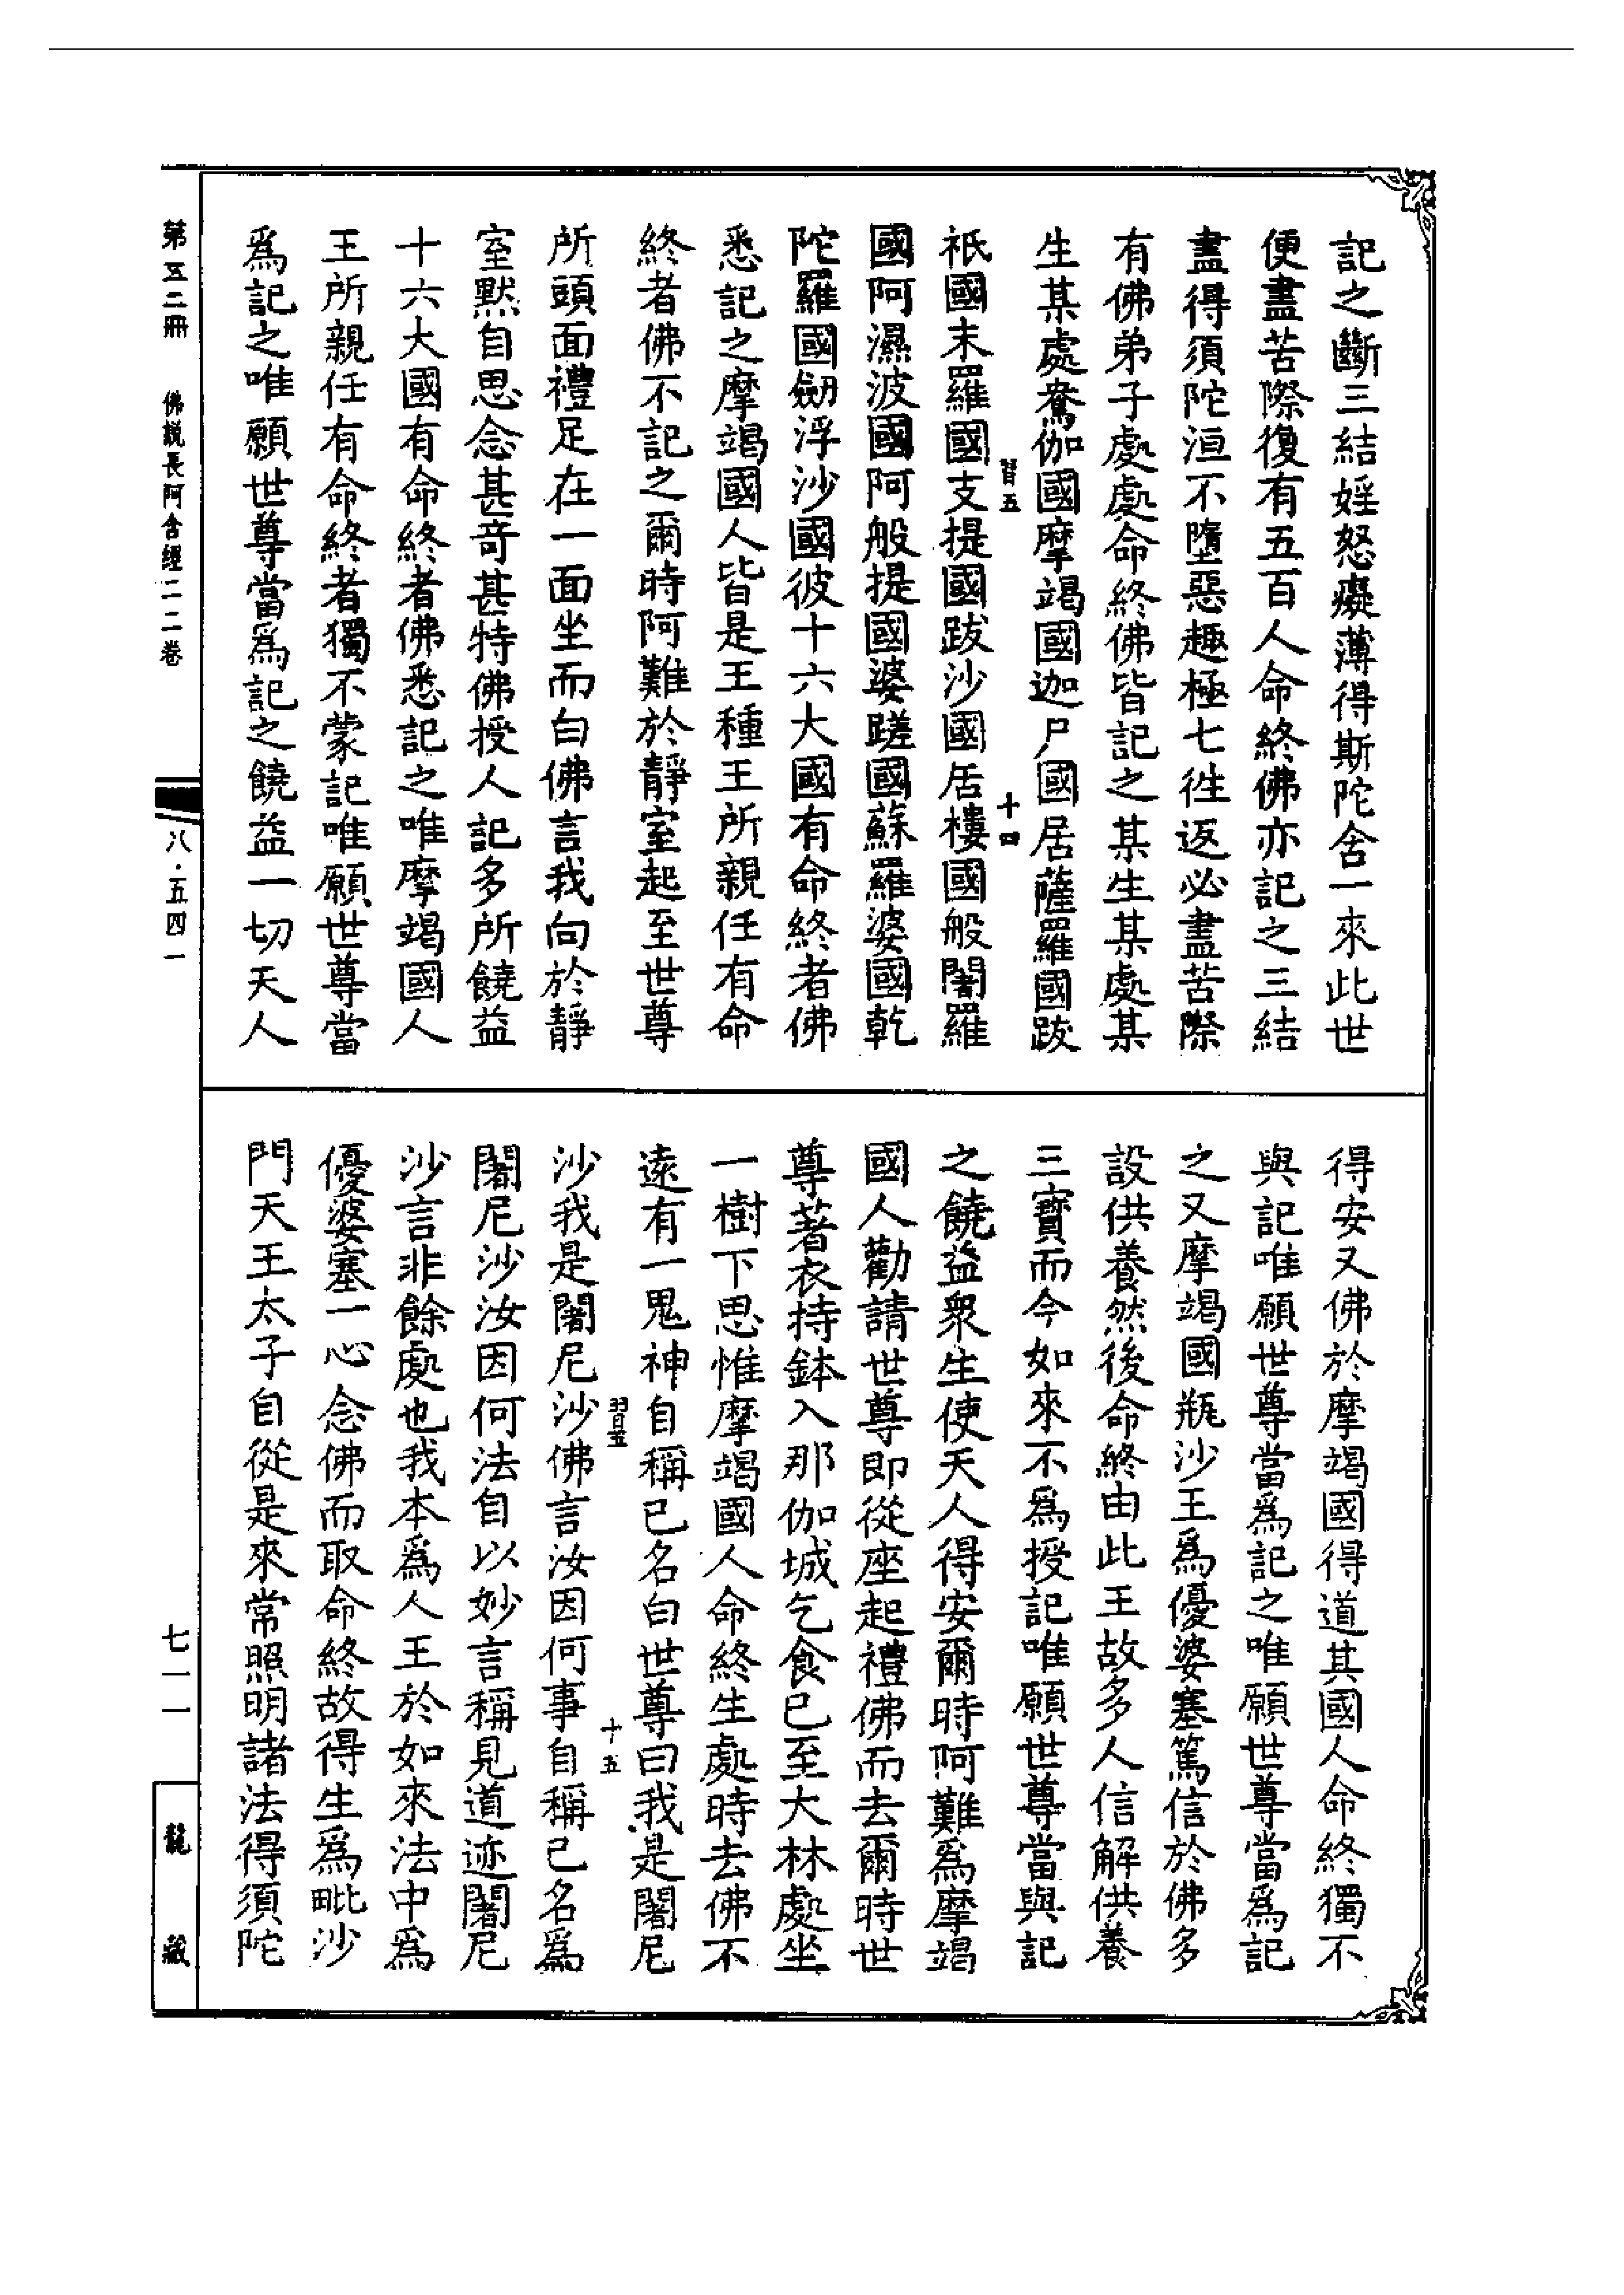 記之斷三結婬怒癡薄得斯陀含一來此世
便盡苦際復有五百人命終佛亦記之三結
盡得須陀洹不墮惡趣極七徃返必盡苦際
有佛弟子處處命終佛皆記之某生某處某
生某處鴦伽國摩竭國迦尸國居薩羅國跋
習五
十四
祇國末羅國支提國跋沙國居樓國般闍羅
國阿濕波國阿般提國婆蹉國蘇羅婆國乾
陀羅國劒浮沙國彼十六大國有命終者佛
悉記之摩竭國人皆是王種王所親任有命
終者佛不記之爾時阿難於靜室起至世尊
所頭面禮足在一面坐而白佛言我向於靜
室默自思念甚奇甚特佛授人記多所饒益
十六大國有命終者佛悉記之唯摩竭國人
王所親任有命終者獨不蒙記唯願世尊當
爲記之唯願世尊當爲記之饒益一切天人
得安又佛於摩竭國得道其國人命終獨不
與記唯願世尊當爲記之唯願世尊當爲記
之又摩竭國瓶沙王爲優婆塞篤信於佛多
設供養然後命終由此王故多人信解供養
三寶而今如來不爲授記唯願世尊當與記
之饒益衆生使天人得安爾時阿難爲摩竭
國人勸請世尊即從座起禮佛而去爾時世
尊著衣持鉢入那伽城乞食已至大林處坐
一樹下思惟摩竭國人命終生處時去佛不
遠有一鬼神自稱已名白世尊曰我是闍尼
習五
十五
沙我是闍尼沙佛言汝因何事自稱己名爲
闍尼沙汝因何法自以妙言稱見道迹闍尼
沙言非餘處也我本爲人王於如來法中爲
優婆塞一心念佛而取命終故得生爲毗沙
門天王太子自從是來常照明諸法得須陀
第五二冊 佛説長阿含經二二卷
八·五四一
七一一
龍藏